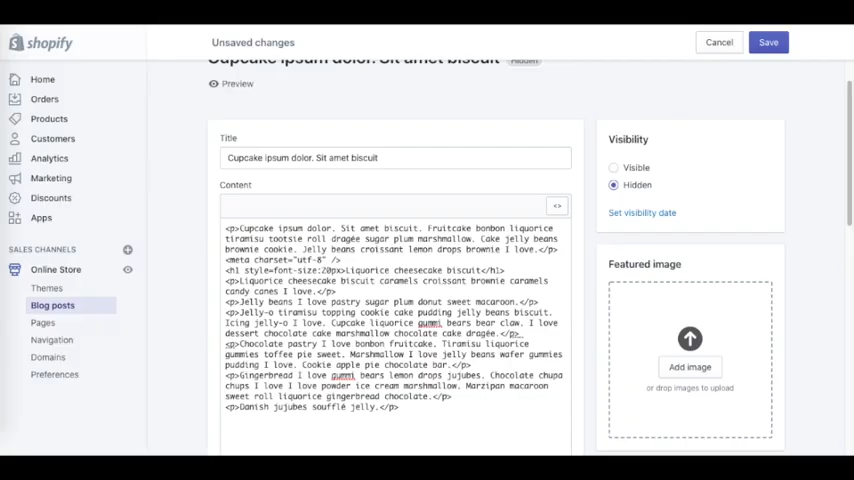 shopify
Unsaved changes
Cancel
Save
Cupcake ipsum dolor. Sit amet biscuit
Hidden
Preview
Home
Orders
Products
Customers
Analytics
Marketing
Discounts
Apps
SALES CHANNELS
Online Store
Themes
Blog posts
Pages
Navigation
Domains
Preferences
Title
Cupcake ipsum dolor. Sit amet biscuit
Content
<>
<p>Cupcake ipsum dolor. Sit amet biscuit. Fruitcake bonbon liquorice
tiramisu tootsie roll dragée sugar plum marshmallow. Cake jelly beans
brownie cookie. Jelly beans croissant lemon drops brownie I love.</p>
<meta charset="utf-8" />
<h1 style=font-size:20px>Liquorice cheesecake biscuit</h1>
<p>Liquorice cheesecake biscuit caramels croissant brownie caramels
candy canes I love.</p>
<p>Jelly beans I love pastry sugar plum donut sweet macaroon.</p>
<p>Jelly-o tiramisu topping cookie cake pudding jelly beans biscuit.
Icing jelly-o I love. Cupcake liquorice gummi bears bear claw. I love
dessert chocolate cake marshmallow chocolate cake dragée.</p>
<p>Chocolate pastry I love bonbon fruitcake. Tiramisu liquorice
gummies toffee pie sweet. Marshmallow I love jelly beans wafer gummies
pudding I love. Cookie apple pie chocolate bar.</p>
<p>Gingerbread I love gummi bears lemon drops jujubes. Chocolate chupa
chups I love I love powder ice cream marshmallow. Marzipan macaroon
sweet roll liquorice gingerbread chocolate.</p>
<p>Danish jujubes soufflé jelly.</p>
Visibility
Visible
Hidden
Set visibility date
Featured image
Add image
or drop images to upload